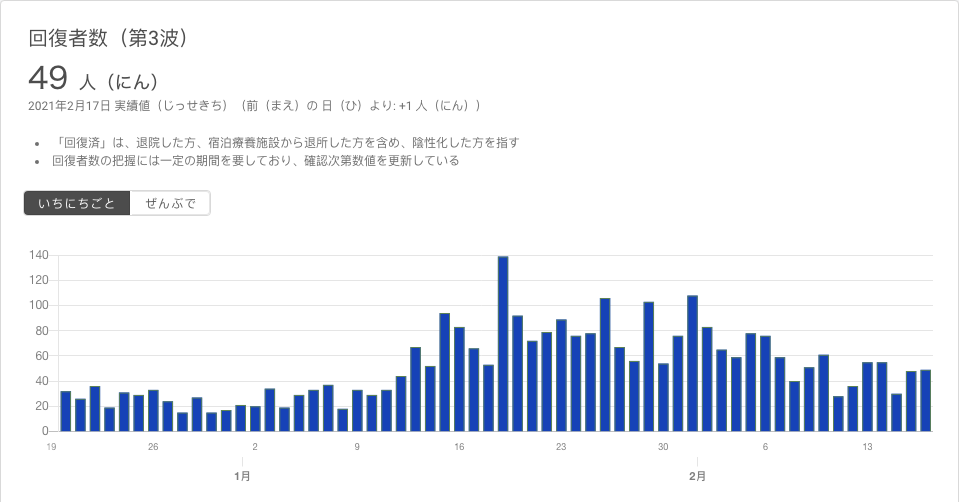 回復者数（第3波）
49 人（にん）
2021年2月17日 実績値（じっせきち）（前（まえ）の 日（ひ）より: +1 人（にん））
• 「回復済」は、退院した方、宿泊療養施設から退所した方を含め、陰性化した方を指す
• 回復者数の把握には一定の期間を要しており、確認次第数値を更新している
いちにちごと ぜんぶで
140
120
100
80
60
40
20
0
19 26 2 9 16 23 30 6 13
1月 2月